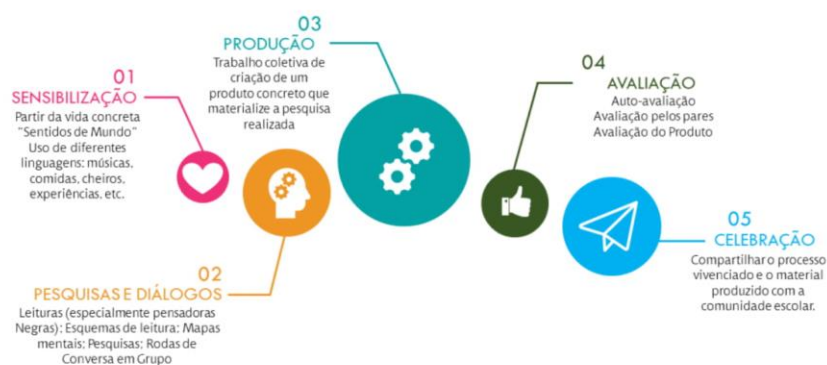 01
SENSIBILIZAÇÃO
Partir da vida concreta
"Sentidos de Mundo"
Uso de diferentes
linguagens: músicas,
comidas, cheiros,
experiências, etc.
02
PESQUISAS E DIÁLOGOS
Leituras (especialmente pensadoras
Negras); Esquemas de leitura; Mapas
mentais; Pesquisas; Rodas de
Conversa em Grupo
03
PRODUÇÃO
Trabalho coletiva de
criação de um
produto concreto que
materialize a pesquisa
realizada
04
AVALIAÇÃO
Auto-avaliação
Avaliação pelos pares
Avaliação do Produto
05
CELEBRAÇÃO
Compartilhar o processo
vivenciado e o material
produzido com a
comunidade escolar.